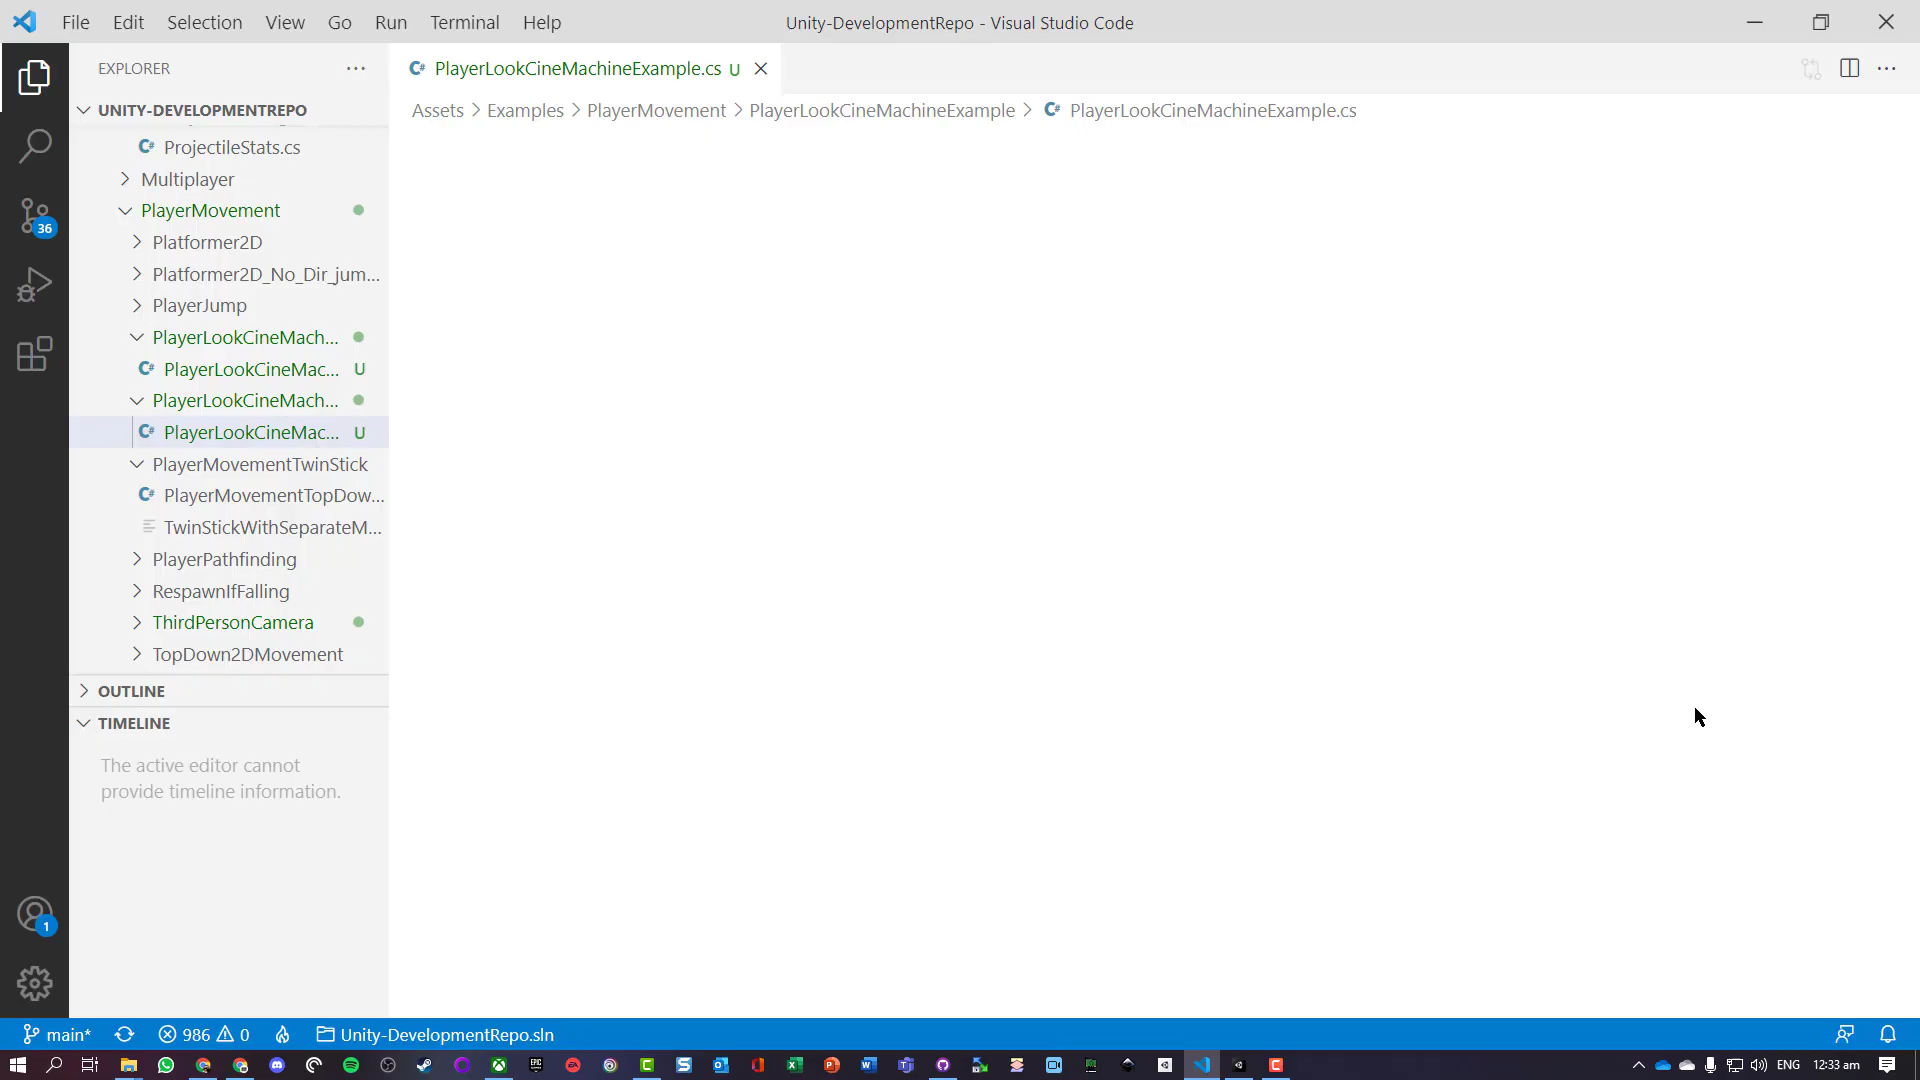 File Edit Selection View Go Run Terminal Help
Unity-DevelopmentRepo - Visual Studio Code
EXPLORER
PlayerLookCineMachineExample.cs U
UNITY-DEVELOPMENTREPO
Assets > Examples > PlayerMovement > PlayerLookCineMachineExample > PlayerLookCineMachineExample.cs
ProjectileStats.cs
Multiplayer
PlayerMovement
Platformer2D
Platformer2D_No_Dir_jum...
PlayerJump
PlayerLookCineMach...
PlayerLookCineMac... U
PlayerLookCineMach...
PlayerLookCineMac... U
PlayerMovementTwinStick
PlayerMovementTopDow...
TwinStickWithSeparateM...
PlayerPathfinding
RespawnIfFalling
ThirdPersonCamera
TopDown2DMovement
OUTLINE
TIMELINE
The active editor cannot
provide timeline information.
36
1
main* 986 0 Unity-DevelopmentRepo.sln
ENG 12:33 am